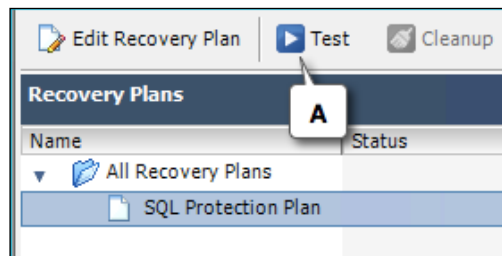 Edit Recovery Plan Test Cleanup
Recovery Plans
A
Name Status
All Recovery Plans
SQL Protection Plan